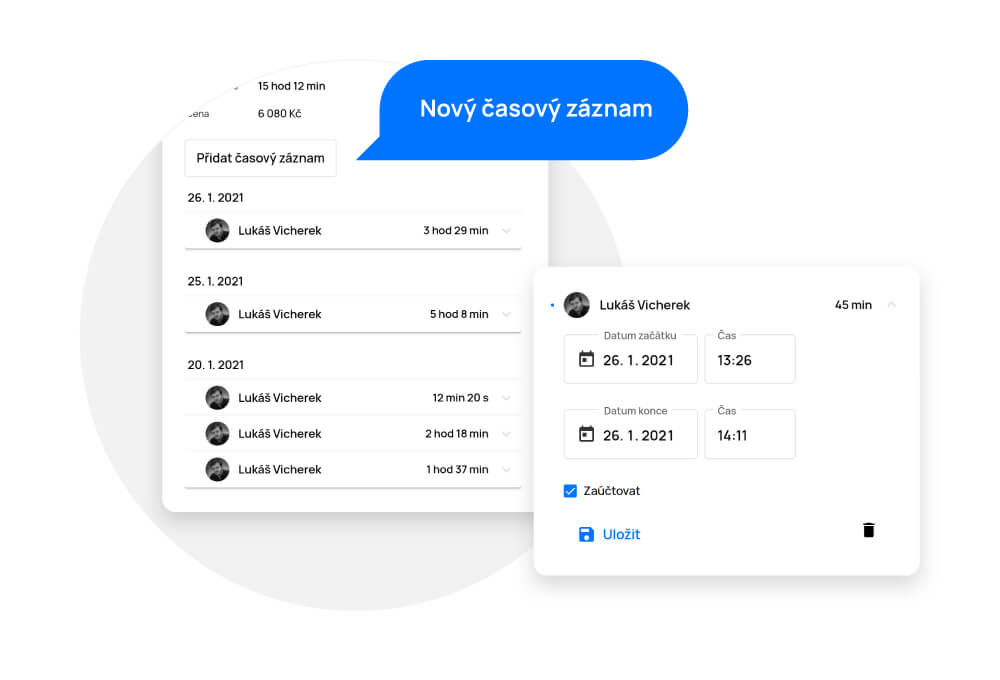 15 hod 12 min
6 080 Kč
Nový časový záznam
Přidat časový záznam
26. 1. 2021
Lukáš Vicherek 3 hod 29 min
25. 1. 2021
Lukáš Vicherek 5 hod 8 min
20. 1. 2021
Lukáš Vicherek 12 min 20 s
Lukáš Vicherek 2 hod 18 min
Lukáš Vicherek 1 hod 37 min
Lukáš Vicherek 45 min
Datum začátku Čas
26. 1. 2021 13:26
Datum konce Čas
26. 1. 2021 14:11
Zaúčtovat
Uložit